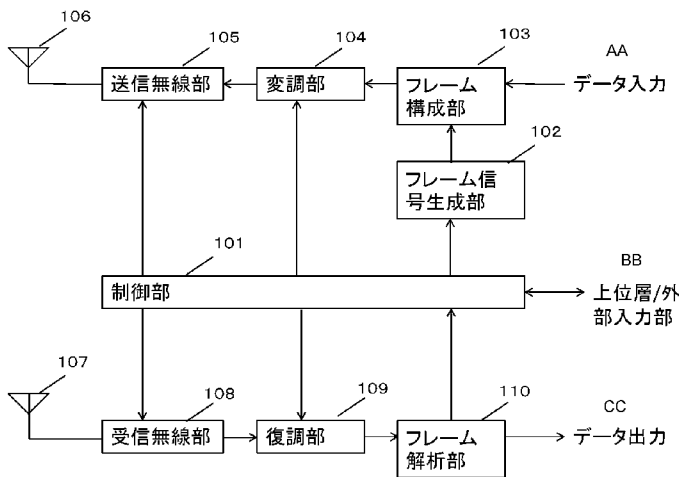 106
105
104
103
AA
送信無線部
変調部
フレーム
構成部
データ入力
102
フレーム信
号生成部
101
BB
制御部
上位層/外
部入力部
107
108
109
110
CC
受信無線部
復調部
フレーム
解析部
データ出力